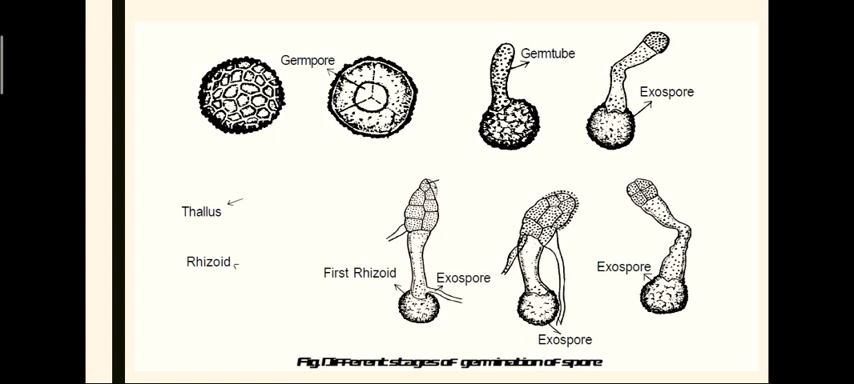 Germpore
Germtube
Exospore
Thallus
Rhizoid
First Rhizoid
Exospore
Exospore
Exospore
Fig. Different stages of germination of spore